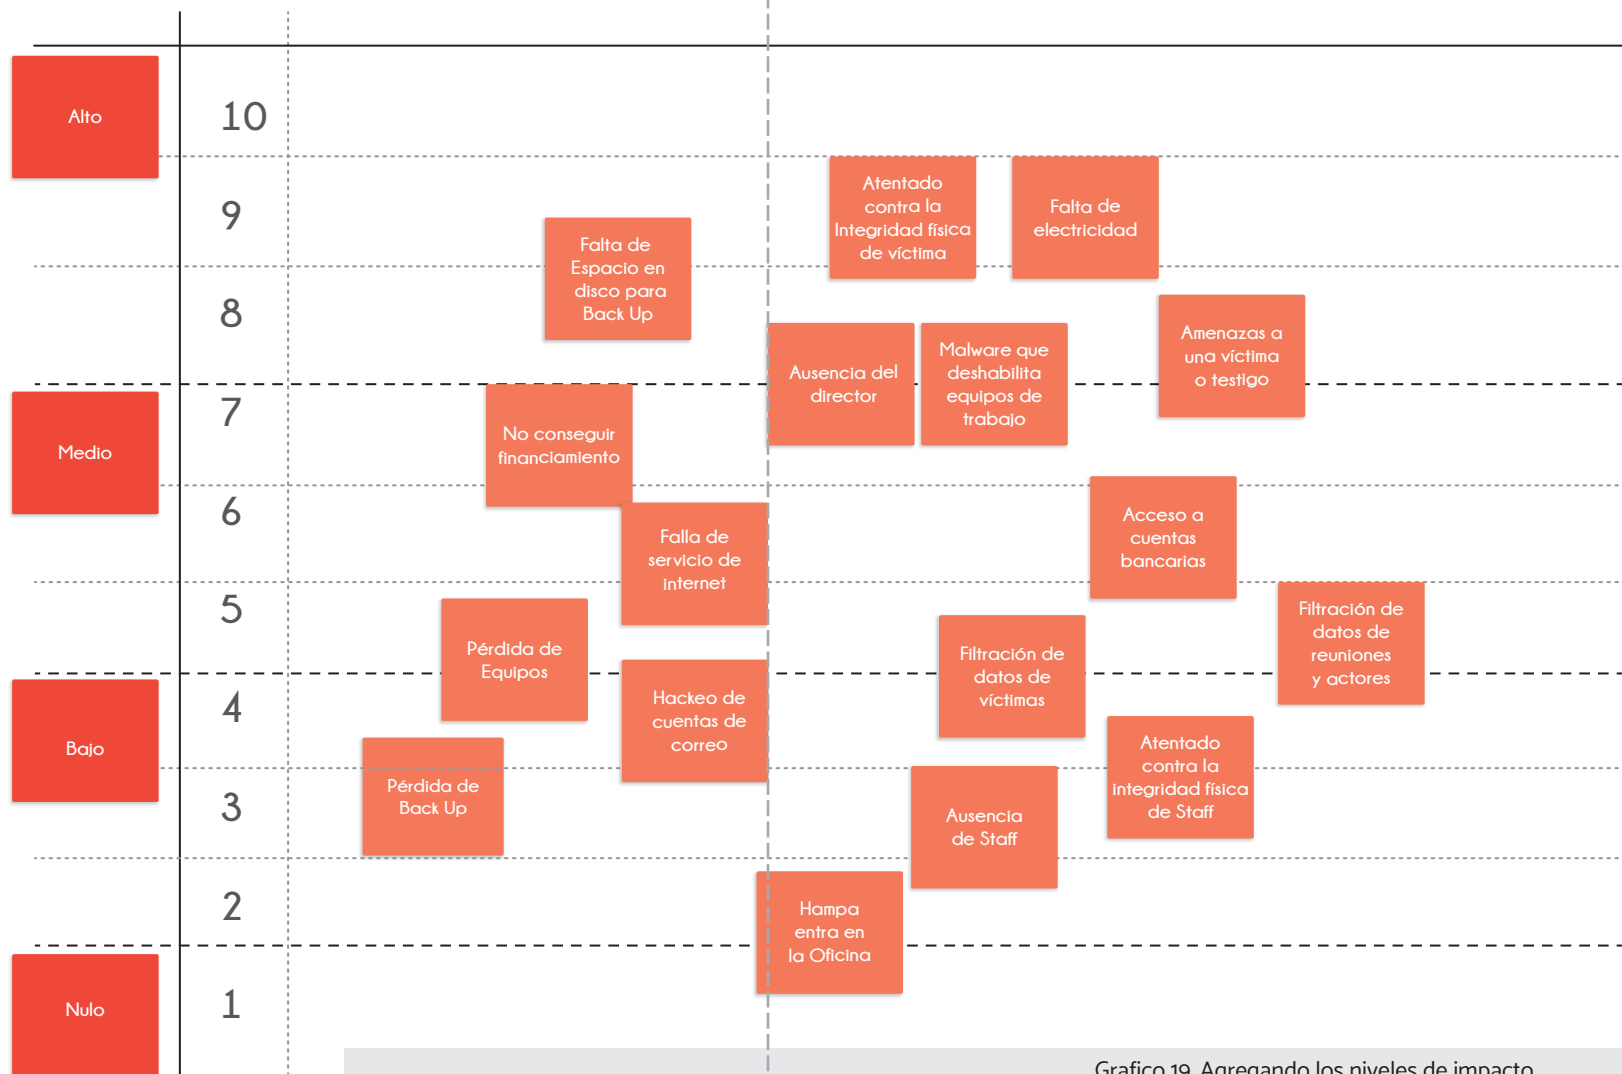 Alto
10
9
8
Atentado
contra la
Integridad física
de víctima
Falta de
electricidad
Falta de
Espacio en
disco para
Back Up
Amenazas a
una víctima
o testigo
Ausencia del
director
Malware que
deshabilita
equipos de
trabajo
Medio
7
6
5
No conseguir
financiamiento
Falla de
servicio de
internet
Acceso a
cuentas
bancarias
Filtración de
datos de
reuniones
y actores
Pérdida de
Equipos
Filtración de
datos de
víctimas
Bajo
4
3
2
Hackeo de
cuentas de
correo
Atentado
contra la
integridad física
de Staff
Pérdida de
Back Up
Ausencia
de Staff
Hampa
entra en
la Oficina
Nulo
1
Grafico 19. Agregando los niveles de impacto